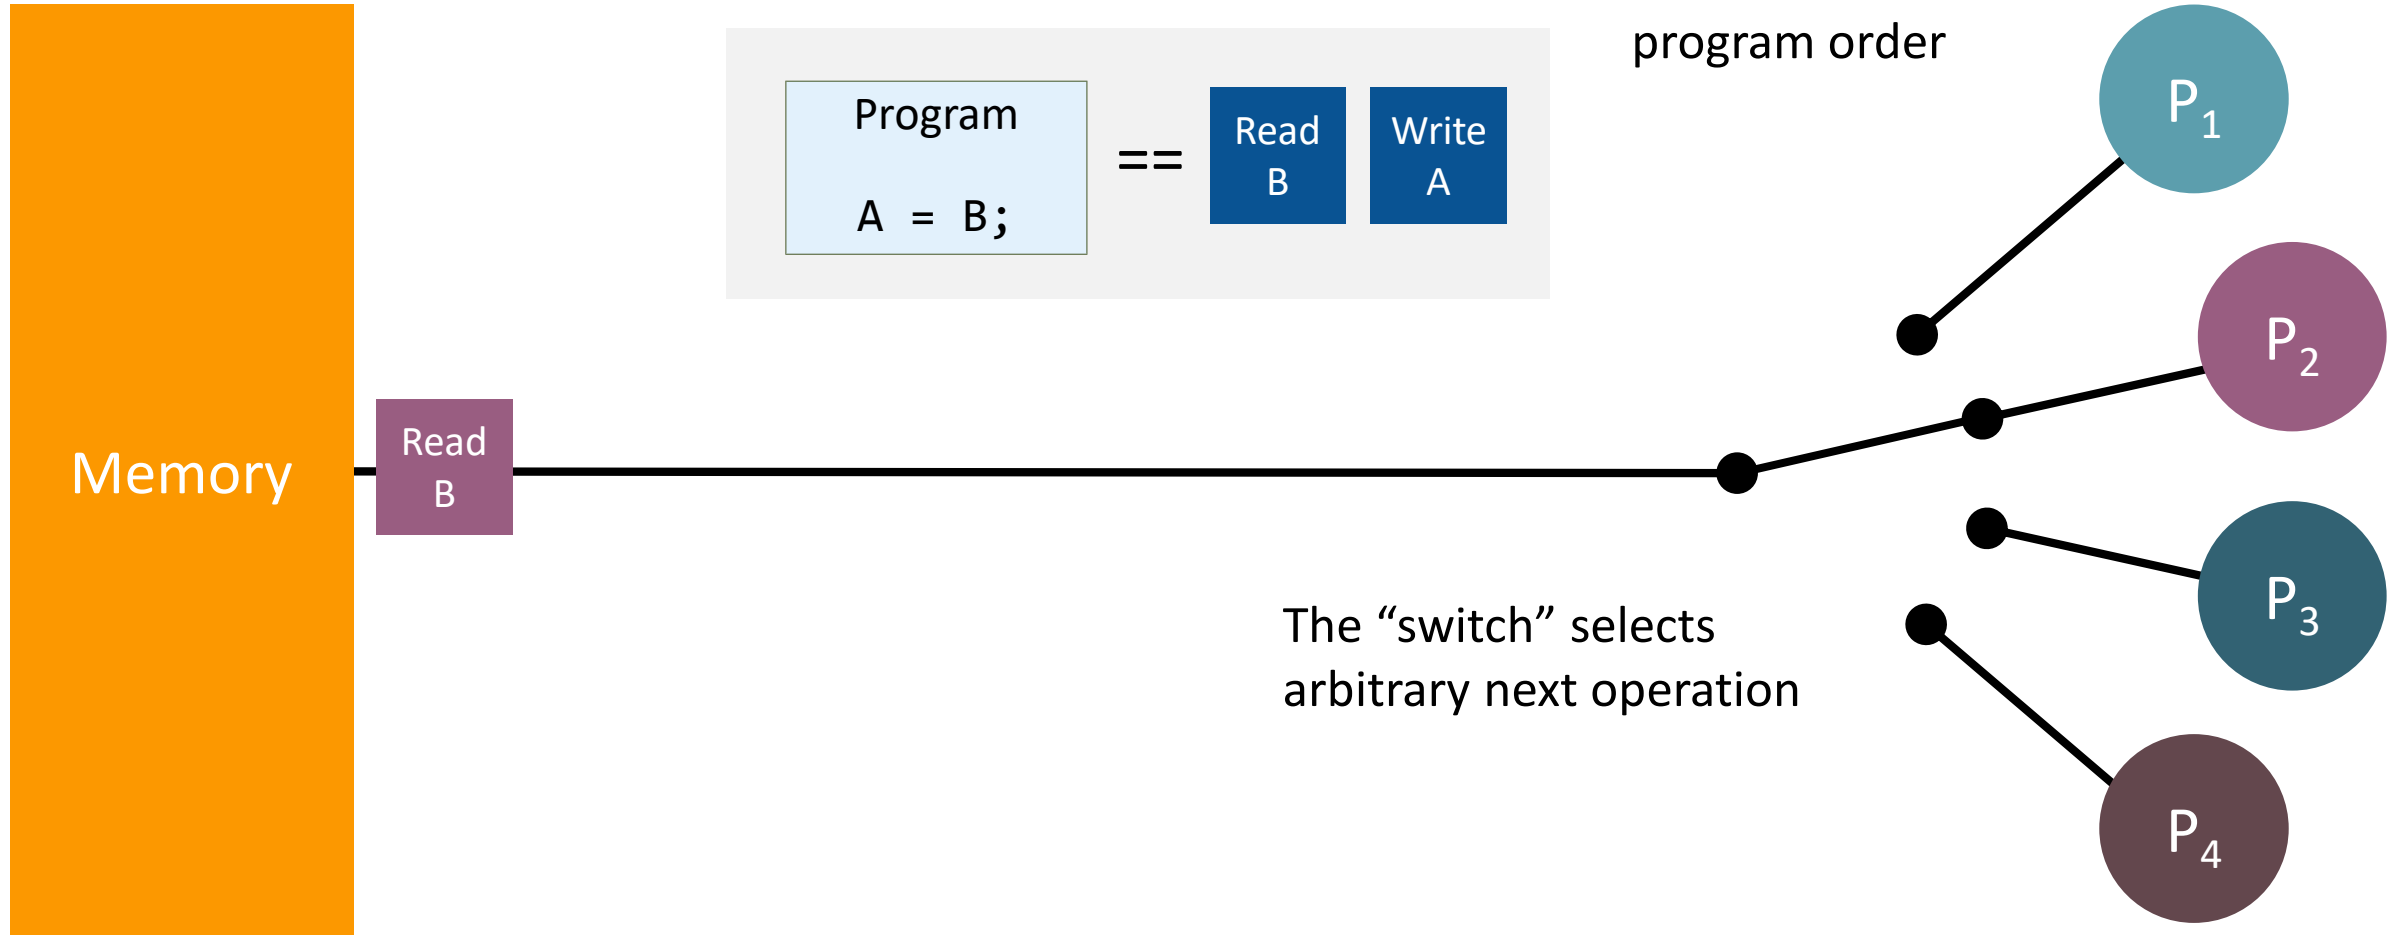 program order
Program
A = B;
==
Read
B
Write
A
P1
P2
Memory
Read
B
P3
The “switch” selects
arbitrary next operation
P4